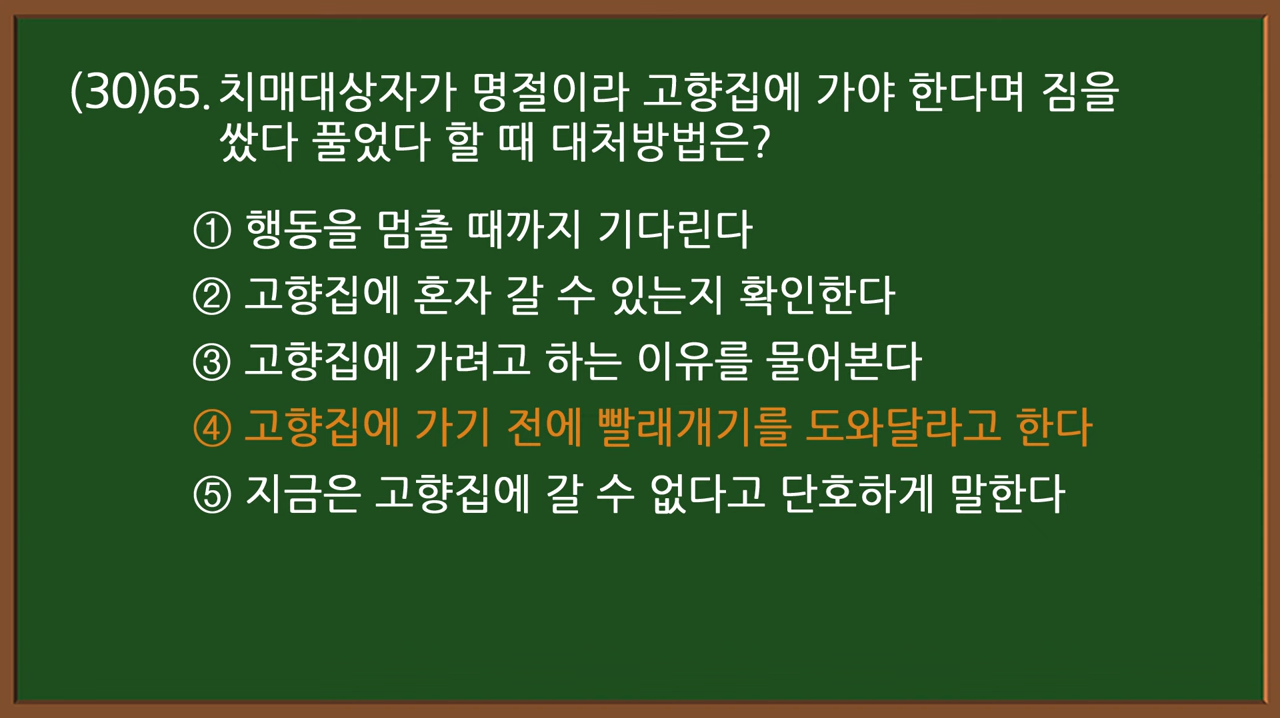 (30)65. 치매대상자가 명절이라 고향집에 가야 한다며 짐을
쌌다 풀었다 할 때 대처방법은?
① 행동을 멈출 때까지 기다린다
② 고향집에 혼자 갈 수 있는지 확인한다
③ 고향집에 가려고 하는 이유를 물어본다
④ 고향집에 가기 전에 빨래개기를 도와달라고 한다
⑤ 지금은 고향집에 갈 수 없다고 단호하게 말한다